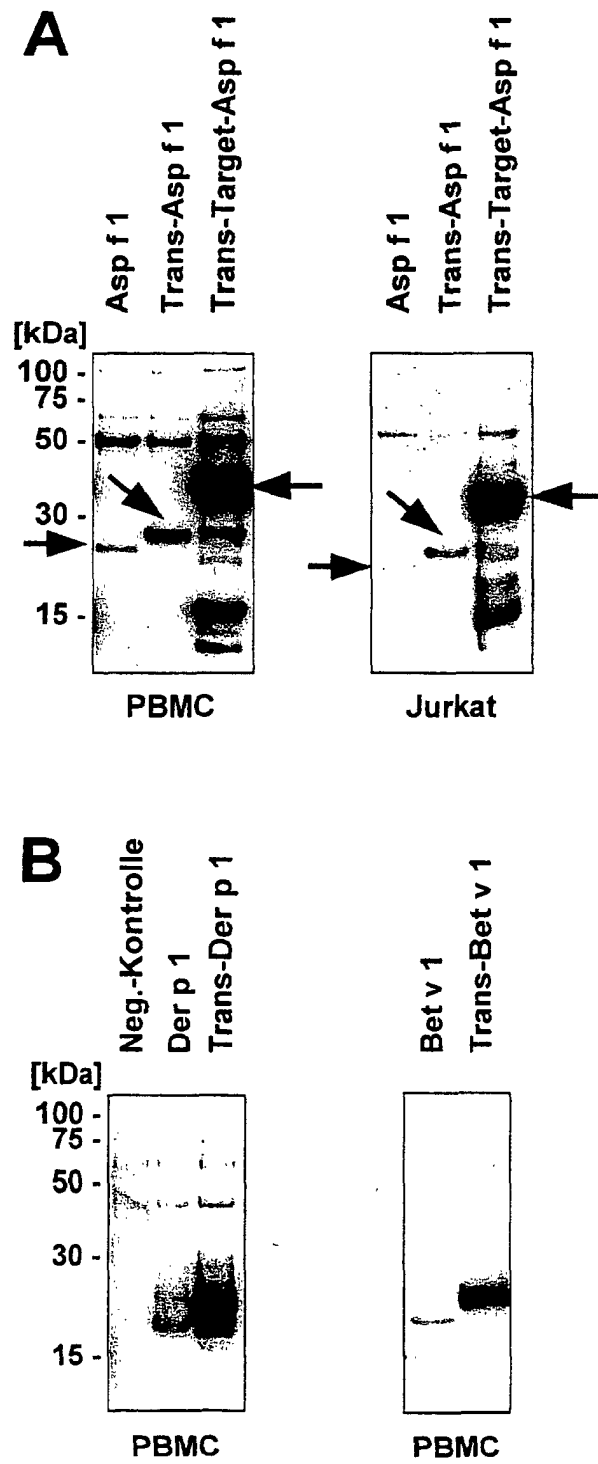 A
Asp f 1
Trans-Asp f 1
Trans-Target-Asp f 1
Asp f 1
Trans-Asp f 1
Trans-Target-Asp f 1
[kDa]
100 -
75 -
50 -
30 -
15 -
PBMC
Jurkat
B
Neg.-Kontrolle
Der p 1
Trans-Der p 1
Bet v 1
Trans-Bet v 1
[kDa]
100 -
75 -
50 -
30 -
15 -
PBMC
PBMC